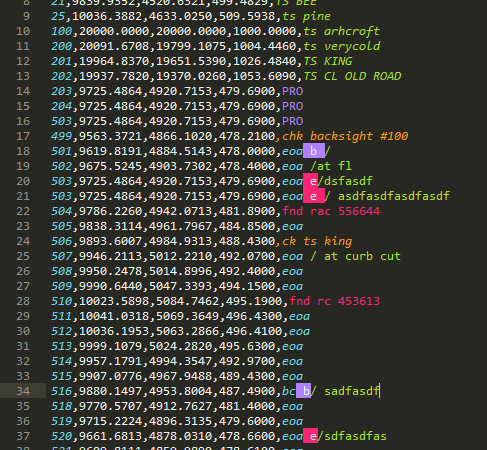 21,9839.9352,4520.6321,499.4829,TS BEE
9 25,10036.3882,4633.0250,509.5938,ts pine
10 100,20000.0000,20000.0000,1000.0000,ts arhcroft
11 200,20091.6708,19799.1075,1004.4460,ts verycold
12 201,19964.8370,19651.5390,1026.4840,TS KING
13 202,19937.7820,19370.0260,1053.6090,TS CL OLD ROAD
14 203,9725.4864,4920.7153,479.6900,PRO
15 204,9725.4864,4920.7153,479.6900,PRO
16 503,9725.4864,4920.7153,479.6900,PRO
17 499,9563.3721,4866.1020,478.2100,chk backsight #100
18 501,9619.8191,4884.5143,478.0000,eoa b /
19 502,9675.5245,4903.7302,478.4000,eoa /at fl
20 503,9725.4864,4920.7153,479.6900,eoa e/dsfasdf
21 503,9725.4864,4920.7153,479.6900,eoa e / asdfasdfasdfasdf
22 504,9786.2260,4942.0713,481.8900,fnd rac 556644
23 505,9838.3114,4961.7967,484.8500,eoa
24 506,9893.6007,4984.9313,488.4300,ck ts king
25 507,9946.2113,5012.2210,492.0700,eoa / at curb cut
26 508,9950.2478,5014.8996,492.4000,eoa
27 509,9990.6440,5047.3393,494.1500,eoa
28 510,10023.5898,5084.7462,495.1900,fnd rc 453613
29 511,10041.0318,5069.3649,496.4300,eoa
30 512,10036.1953,5063.2866,496.4100,eoa
31 513,9999.1079,5024.2820,495.6300,eoa
32 514,9957.1791,4994.3547,492.9700,eoa
33 515,9907.0776,4967.9488,489.4300,eoa
34 516,9880.1497,4953.8004,487.4900,bc b/ sadfasdf
35 518,9770.5707,4912.7627,481.4000,eoa
36 519,9715.2224,4896.3135,479.6000,eoa
37 520,9661.6813,4878.0310,478.6600,eoa e/sdfasdfas